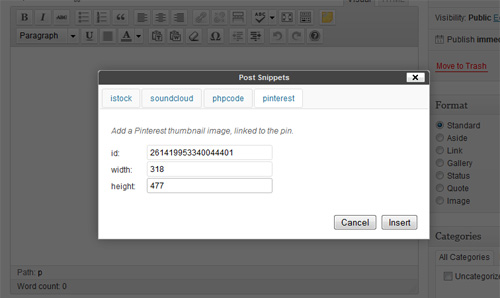 Visual
HTML
B I ABC
Paragraph
U
Visibility: Public
Publish imme
Move to Trash
Post Snippets
istock soundcloud phpcode pinterest
Add a Pinterest thumbnail image, linked to the pin.
id: 261419953340044401
width: 318
height: 477
Cancel Insert
Format
Standard
Aside
Link
Gallery
Status
Quote
Image
Categories
All Categories
Uncategoriz
Path: p
Word count: 0